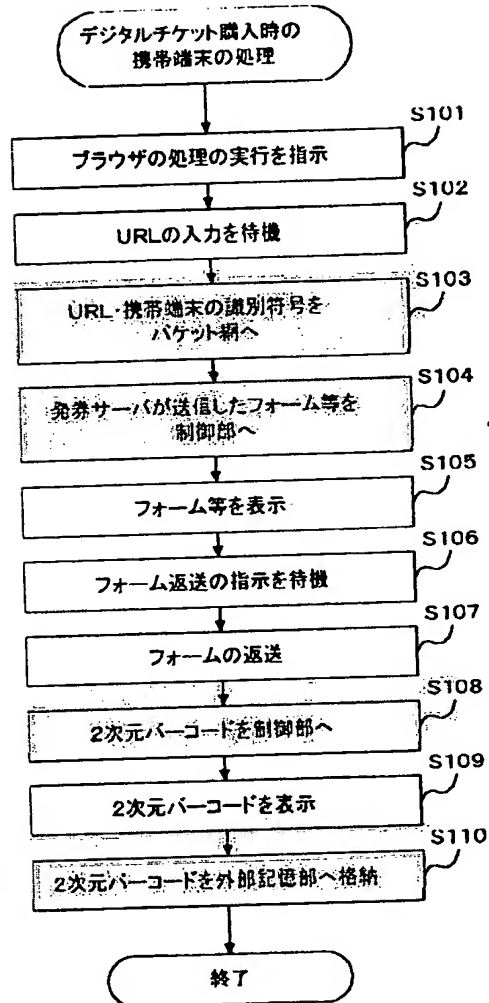 デジタルチケット購入時の
携帯端末の処理
S101
ブラウザの処理の実行を指示
S102
URLの入力を待機
S103
URL・携帯端末の識別符号を
パケット網へ
S104
発券サーバが送信したフォーム等を
制御部へ
S105
フォーム等を表示
S106
フォーム返送の指示を待機
S107
フォームの返送
S108
2次元バーコードを制御部へ
S109
2次元バーコードを表示
S110
2次元バーコードを外部記憶部へ格納
終了